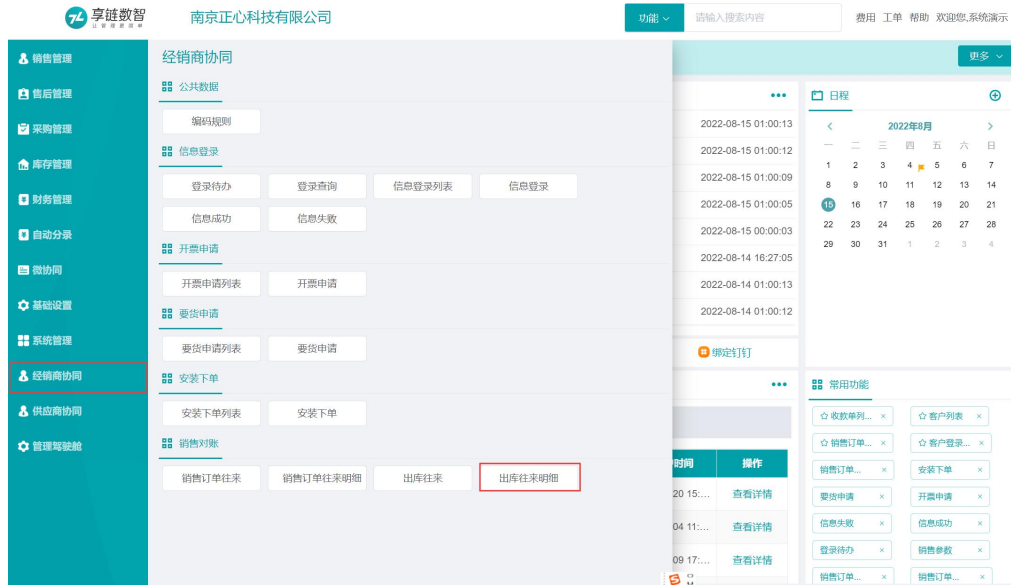 享链数智
让管理更简单
南京正心科技有限公司
功能
请输入搜索内容
费用 工单 帮助 欢迎您,系统演示
销售管理
售后管理
采购管理
库存管理
财务管理
自动分录
微协同
基础设置
系统管理
经销商协同
供应商协同
管理驾驶舱
经销商协同
公共数据
编码规则
信息登录
登录待办 登录查询 信息登录列表 信息登录
信息成功 信息失败
开票申请
开票申请列表 开票申请
要货申请
要货申请列表 要货申请
安装下单
安装下单列表 安装下单
销售对账
销售订单往来 销售订单往来明细 出库往来 出库往来明细
更多
2022-08-15 01:00:13
2022-08-15 01:00:12
2022-08-15 01:00:09
2022-08-15 01:00:05
2022-08-15 00:00:03
2022-08-14 16:27:05
2022-08-14 01:00:13
2022-08-14 01:00:12
绑定钉钉
时间 操作
20 15:... 查看详情
04 11:... 查看详情
09 17:... 查看详情
日程
2022年8月
一 二 三 四 五 六 日
1 2 3 4 5 6 7
8 9 10 11 12 13 14
15 16 17 18 19 20 21
22 23 24 25 26 27 28
29 30 31 1 2 3 4
常用功能
收款单列... × 客户列表 ×
销售订单... × 客户登录... ×
销售订单... × 安装下单 ×
要货申请 × 开票申请 ×
信息失败 × 信息成功 ×
登录待办 × 销售参数 ×
销售订单... × 销售订单... ×